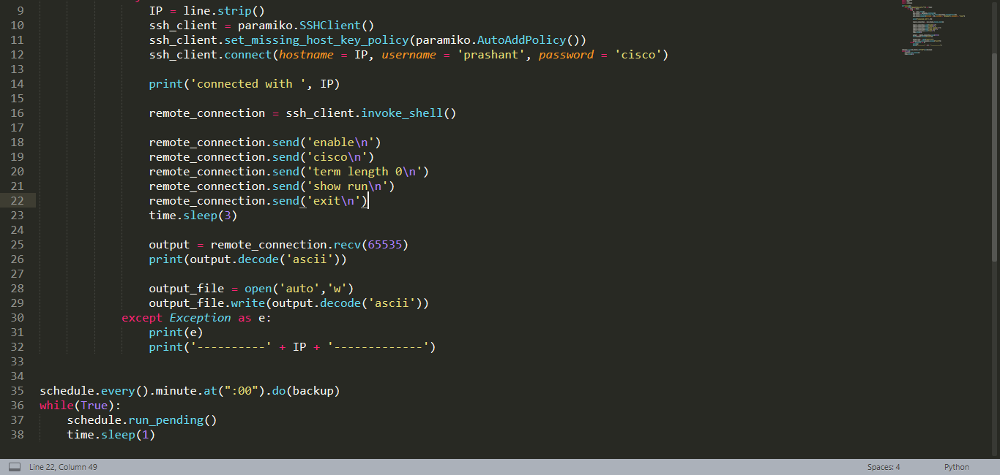 9 IP = line.strip()
10 ssh_client = paramiko.SSHClient()
11 ssh_client.set_missing_host_key_policy(paramiko.AutoAddPolicy())
12 ssh_client.connect(hostname = IP, username = 'prashant', password = 'cisco')
13
14 print('connected with ', IP)
15
16 remote_connection = ssh_client.invoke_shell()
17
18 remote_connection.send('enable\n')
19 remote_connection.send('cisco\n')
20 remote_connection.send('term length 0\n')
21 remote_connection.send('show run\n')
22 remote_connection.send('exit\n')
23 time.sleep(3)
24
25 output = remote_connection.recv(65535)
26 print(output.decode('ascii'))
27
28 output_file = open('auto','w')
29 output_file.write(output.decode('ascii'))
30 except Exception as e:
31 print(e)
32 print('----------' + IP + '-------------')
33
34
35 schedule.every().minute.at(":00").do(backup)
36 while(True):
37 schedule.run_pending()
38 time.sleep(1)
Line 22, Column 49 Spaces: 4 Python